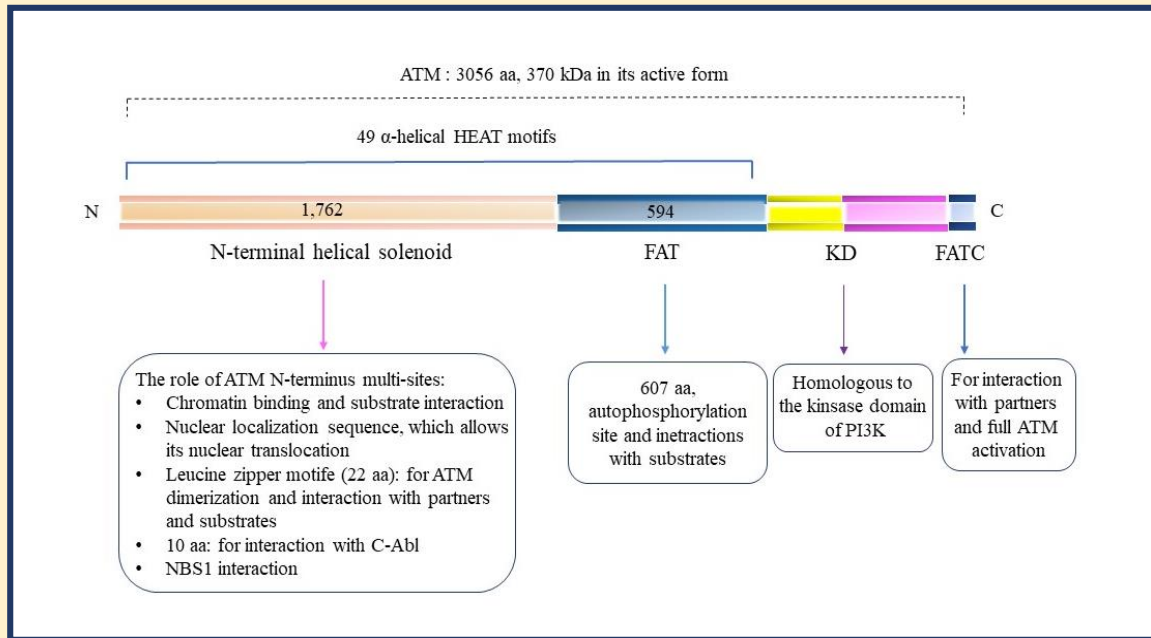 ATM : 3056 aa, 370 kDa in its active form
49 α-helical HEAT motifs
N
1,762
594
C
N-terminal helical solenoid
FAT
KD
FATC
The role of ATM N-terminus multi-sites:
• Chromatin binding and substrate interaction
• Nuclear localization sequence, which allows
its nuclear translocation
• Leucine zipper motife (22 aa): for ATM
dimerization and interaction with partners
and substrates
• 10 aa: for interaction with C-Abl
• NBS1 interaction
607 aa,
autophosphorylation
site and inetractions
with substrates
Homologous to
the kinsase domain
of PI3K
For interaction
with partners
and full ATM
activation